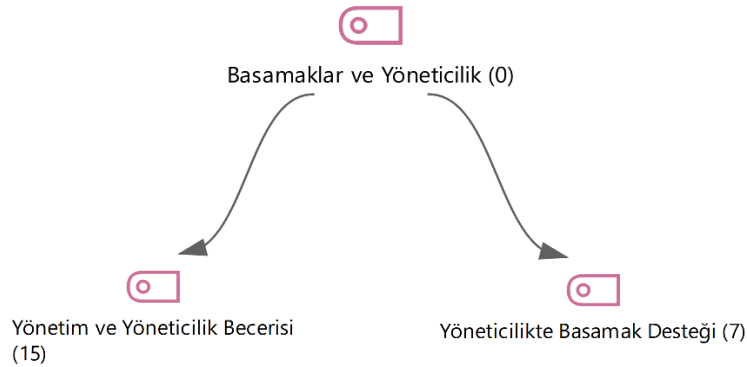 Basamaklar ve Yöneticilik (0)
Yönetim ve Yöneticilik Becerisi
(15)
Yöneticilikte Basamak Desteği (7)